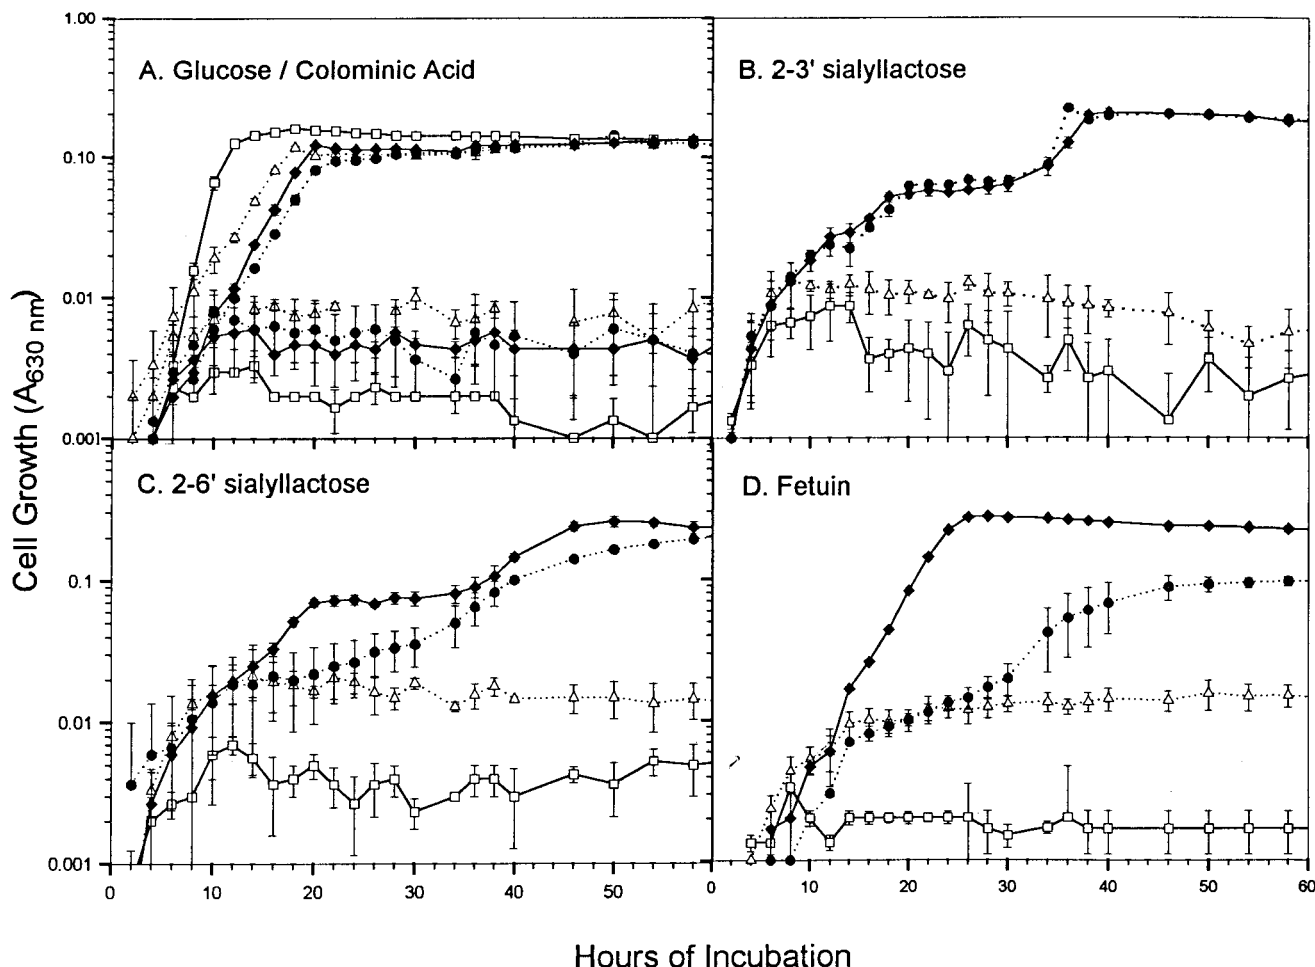 1.00
A. Glucose / Colominic Acid
B. 2-3' sialyllactose
0.10
0.01
0.001
Cell Growth (A630 nm)
C. 2-6' sialyllactose
D. Fetuin
0.1
0.01
0.001
0 10 20 30 40 50 0 10 20 30 40 50 60
Hours of Incubation